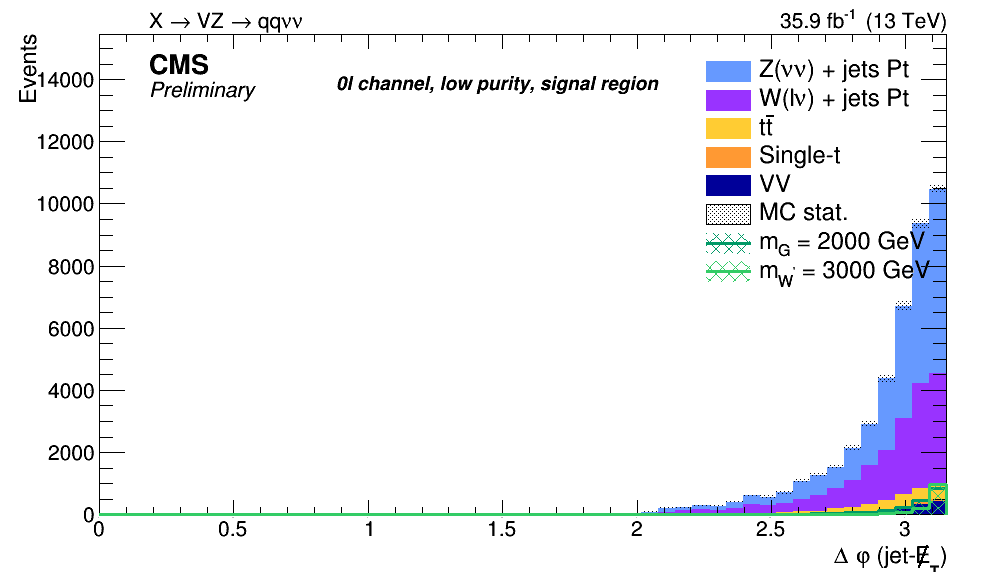 X → VZ → qqνν
35.9 fb-1 (13 TeV)
Events
CMS
Preliminary
0l channel, low purity, signal region
Z(νν) + jets Pt
W(lν) + jets Pt
tt̄
Single-t
VV
MC stat.
mG = 2000 GeV
mW' = 3000 GeV
14000
12000
10000
8000
6000
4000
2000
0
0 0.5 1 1.5 2 2.5 3
Δ φ (jet-E̸T)